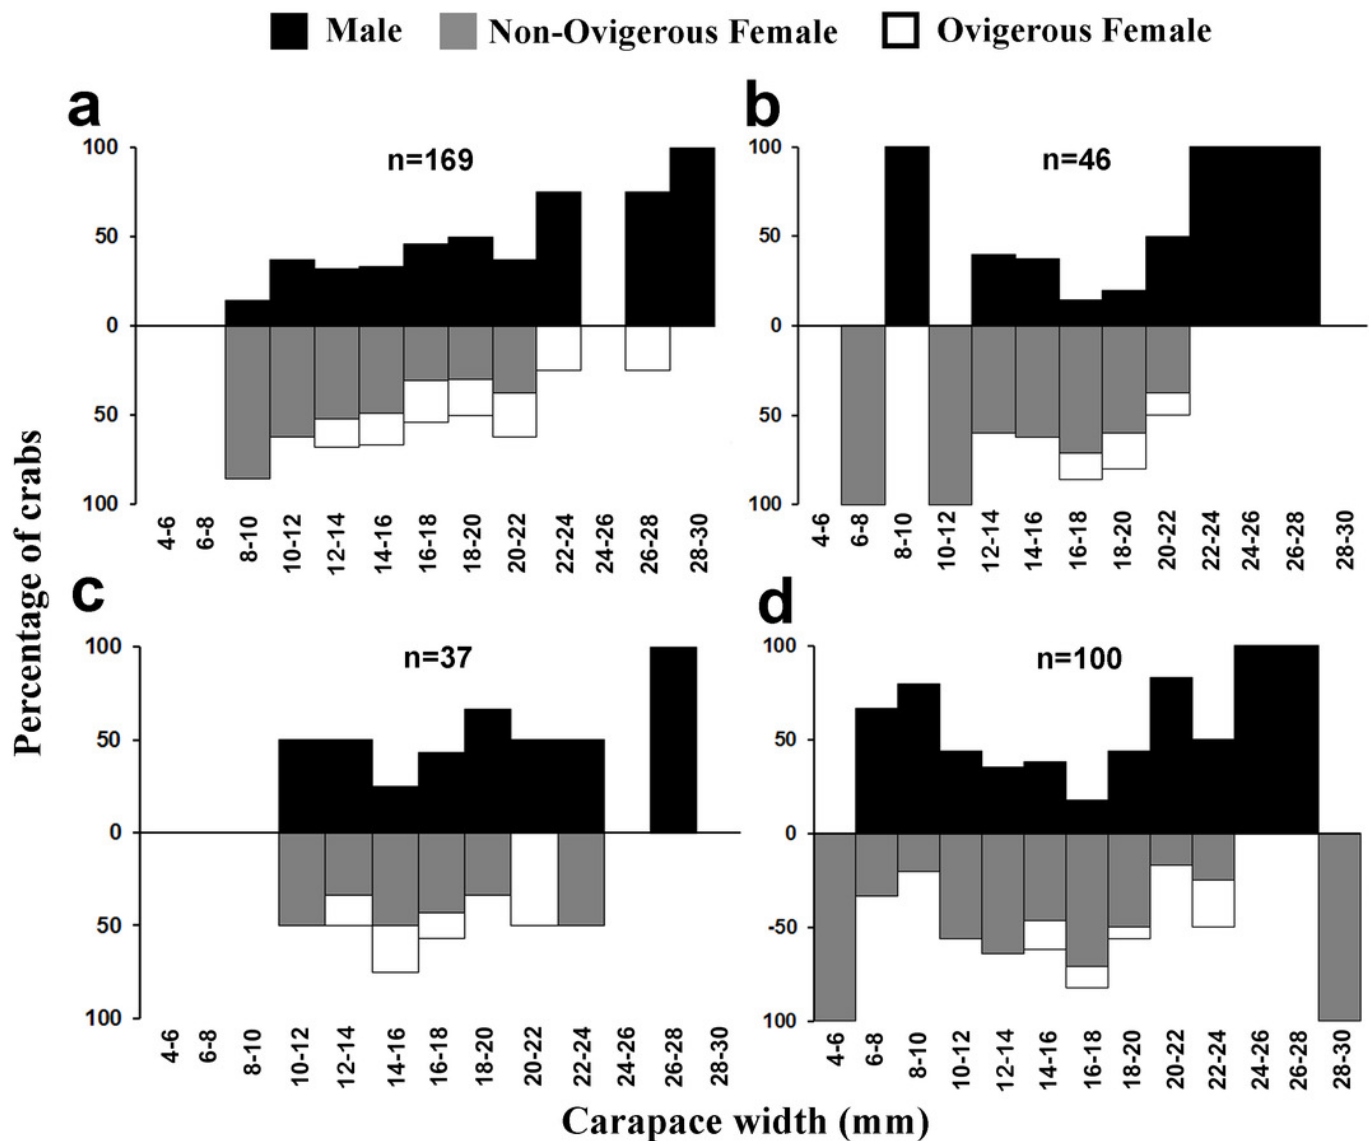 Male Non-Ovigerous Female Ovigerous Female
a
n=169
100
50
0
50
100
4-6 6-8 8-10 10-12 12-14 14-16 16-18 18-20 20-22 22-24 24-26 26-28 28-30
b
n=46
100
50
0
50
100
4-6 6-8 8-10 10-12 12-14 14-16 16-18 18-20 20-22 22-24 24-26 26-28 28-30
Percentage of crabs
c
n=37
100
50
0
50
100
4-6 6-8 8-10 10-12 12-14 14-16 16-18 18-20 20-22 22-24 24-26 26-28 28-30
d
n=100
100
50
0
-50
100
4-6 6-8 8-10 10-12 12-14 14-16 16-18 18-20 20-22 22-24 24-26 26-28 28-30
Carapace width (mm)